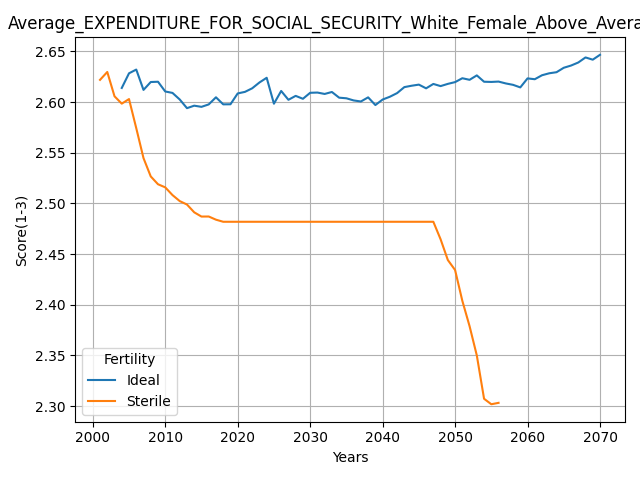 Average_EXPENDITURE_FOR_SOCIAL_SECURITY_White_Female_Above_Avera
2.65
2.60
2.55
2.50
2.45
2.40
2.35
2.30
Score(1-3)
Fertility
Ideal
Sterile
2000 2010 2020 2030 2040 2050 2060 2070
Years